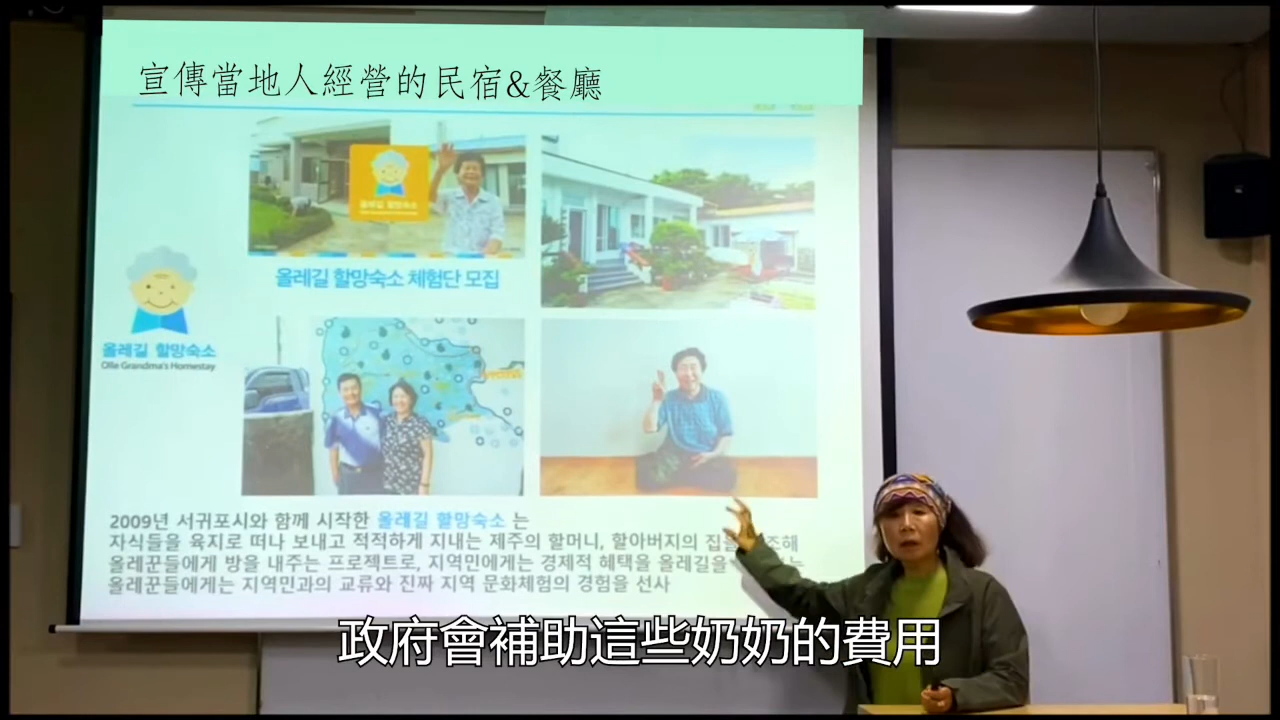 宣傳當地人經營的民宿&餐廳
올레길 할망숙소
올레길 할망숙소 체험단 모집
올레길 할망숙소
Olle Grandma's Homestay
2009년 서귀포시와 함께 시작한 올레길 할망숙소 는
자식들을 육지로 떠나 보내고 적적하게 지내는 제주의 할머니, 할아버지의 집을 조해
올레꾼들에게 방을 내주는 프로젝트로, 지역민에게는 경제적 혜택을 올레길을 는
올레꾼들에게는 지역민과의 교류와 진짜 지역 문화체험의 경험을 선사
政府會補助這些奶奶的費用